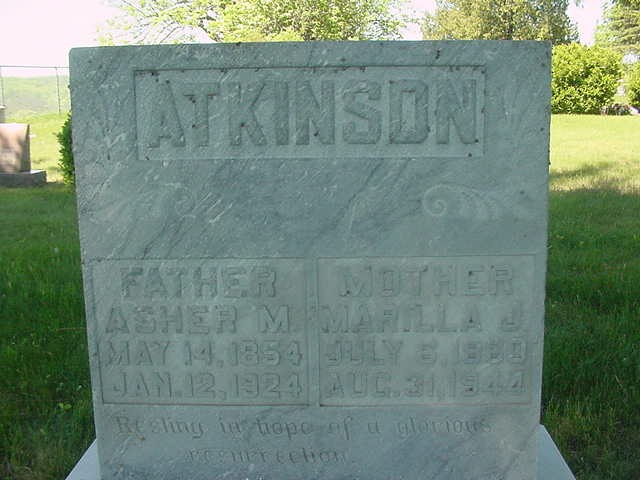 ATKINSON
FATHER
ASHER M.
MAY 14, 1854
JAN. 12, 1924
MOTHER
MARILLA J.
JULY 6, 1860
AUG. 31, 1944
Resting in hope of a glorious
resurrection